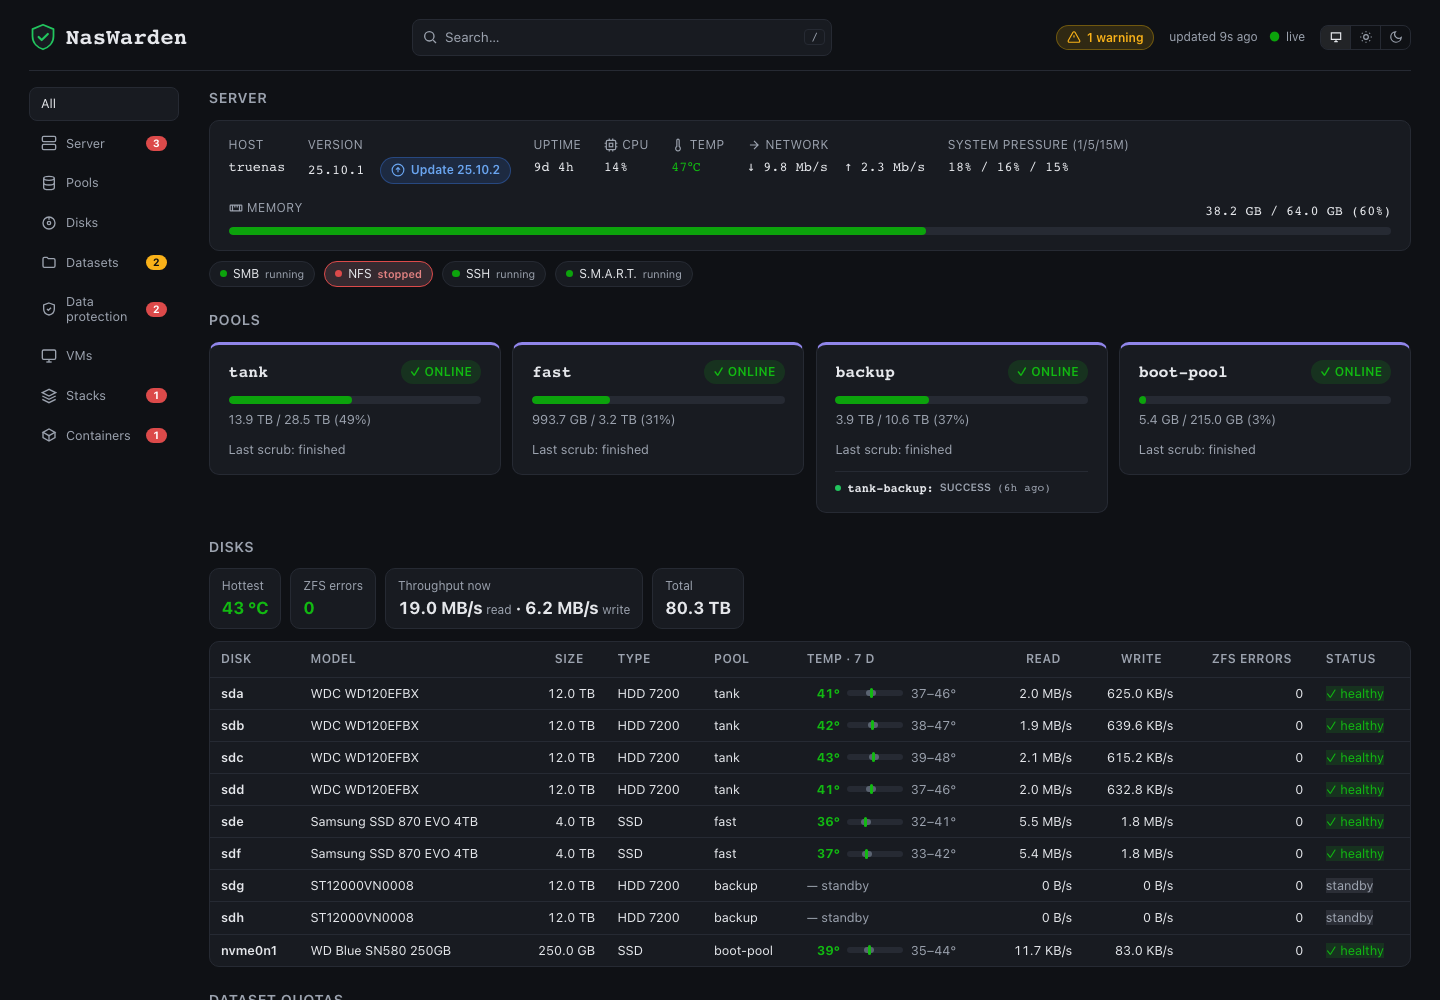 NasWarden
Search...
/
1 warning
updated 9s ago
live
All
Server 3
Pools
Disks
Datasets 2
Data protection 2
VMs
Stacks 1
Containers 1
SERVER
HOST VERSION UPTIME CPU TEMP NETWORK SYSTEM PRESSURE (1/5/15M)
truenas 25.10.1 Update 25.10.2 9d 4h 14% 47°C ↓ 9.8 Mb/s ↑ 2.3 Mb/s 18% / 16% / 15%
MEMORY 38.2 GB / 64.0 GB (60%)
SMB running NFS stopped SSH running S.M.A.R.T. running
POOLS
tank ✓ ONLINE
13.9 TB / 28.5 TB (49%)
Last scrub: finished
fast ✓ ONLINE
993.7 GB / 3.2 TB (31%)
Last scrub: finished
backup ✓ ONLINE
3.9 TB / 10.6 TB (37%)
Last scrub: finished
tank-backup: SUCCESS (6h ago)
boot-pool ✓ ONLINE
5.4 GB / 215.0 GB (3%)
Last scrub: finished
DISKS
Hottest ZFS errors Throughput now Total
43 °C 0 19.0 MB/s read · 6.2 MB/s write 80.3 TB
DISK MODEL SIZE TYPE POOL TEMP · 7 D READ WRITE ZFS ERRORS STATUS
sda WDC WD120EFBX 12.0 TB HDD 7200 tank 41° 37–46° 2.0 MB/s 625.0 KB/s 0 ✓ healthy
sdb WDC WD120EFBX 12.0 TB HDD 7200 tank 42° 38–47° 1.9 MB/s 639.6 KB/s 0 ✓ healthy
sdc WDC WD120EFBX 12.0 TB HDD 7200 tank 43° 39–48° 2.1 MB/s 615.2 KB/s 0 ✓ healthy
sdd WDC WD120EFBX 12.0 TB HDD 7200 tank 41° 37–46° 2.0 MB/s 632.8 KB/s 0 ✓ healthy
sde Samsung SSD 870 EVO 4TB 4.0 TB SSD fast 36° 32–41° 5.5 MB/s 1.8 MB/s 0 ✓ healthy
sdf Samsung SSD 870 EVO 4TB 4.0 TB SSD fast 37° 33–42° 5.4 MB/s 1.8 MB/s 0 ✓ healthy
sdg ST12000VN0008 12.0 TB HDD 7200 backup — standby 0 B/s 0 B/s 0 standby
sdh ST12000VN0008 12.0 TB HDD 7200 backup — standby 0 B/s 0 B/s 0 standby
nvme0n1 WD Blue SN580 250GB 250.0 GB SSD boot-pool 39° 35–44° 11.7 KB/s 83.0 KB/s 0 ✓ healthy
DATASET QUOTAS